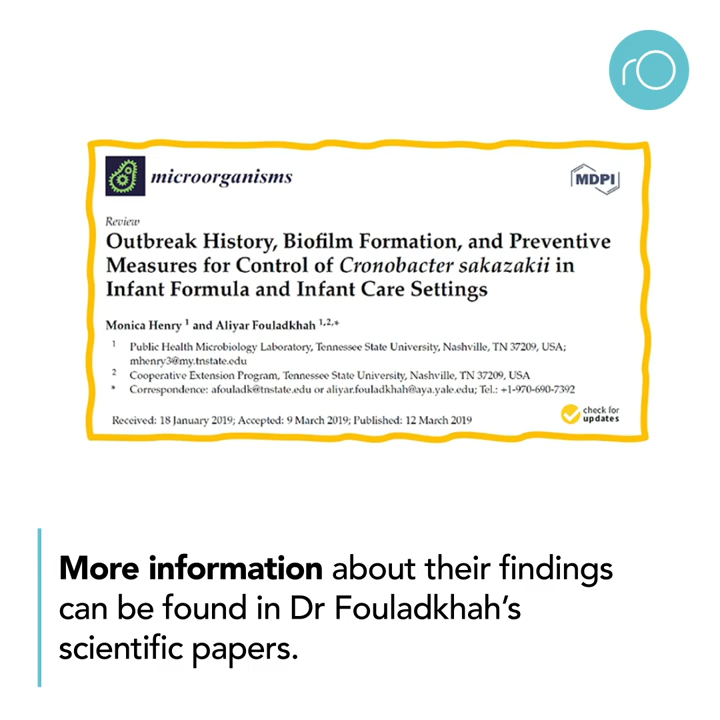 ro
microorganisms
MDPI
Review
Outbreak History, Biofilm Formation, and Preventive
Measures for Control of Cronobacter sakazakii in
Infant Formula and Infant Care Settings
Monica Henry 1 and Aliyar Fouladkhah 1,2,*
1 Public Health Microbiology Laboratory, Tennessee State University, Nashville, TN 37209, USA;
mhenry3@my.tnstate.edu
2 Cooperative Extension Program, Tennessee State University, Nashville, TN 37209, USA
* Correspondence: afouladk@tnstate.edu or aliyar.fouladkhah@aya.yale.edu; Tel.: +1-970-690-7392
Received: 18 January 2019; Accepted: 9 March 2019; Published: 12 March 2019
check for
updates
More information about their findings
can be found in Dr Fouladkhah’s
scientific papers.